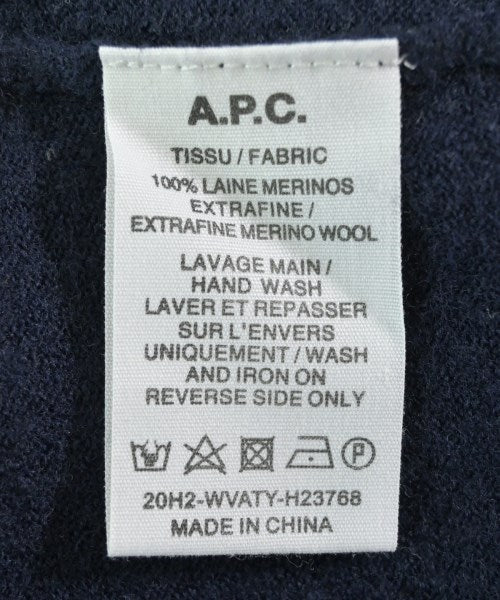 A.P.C.
TISSU / FABRIC
100% LAINE MERINOS
EXTRAFINE /
EXTRAFINE MERINO WOOL
LAVAGE MAIN /
HAND WASH
LAVER ET REPASSER
SUR L'ENVERS
UNIQUEMENT / WASH
AND IRON ON
REVERSE SIDE ONLY
P
20H2-WVATY-H23768
MADE IN CHINA